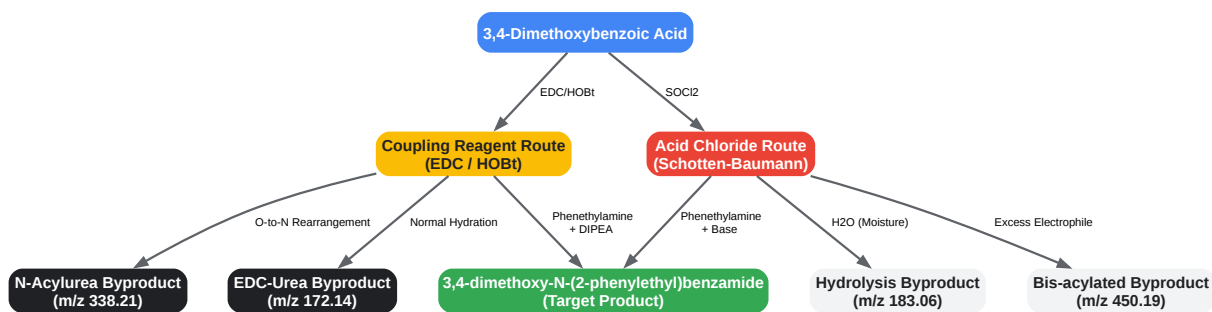 3,4-Dimethoxybenzoic Acid
EDC/HOBt
SOCl2
Coupling Reagent Route
(EDC / HOBt)
Acid Chloride Route
(Schotten-Baumann)
O-to-N Rearrangement
Normal Hydration
Phenethylamine
+ DIPEA
Phenethylamine
+ Base
H2O (Moisture)
Excess Electrophile
N-Acylurea Byproduct
(m/z 338.21)
EDC-Urea Byproduct
(m/z 172.14)
3,4-dimethoxy-N-(2-phenylethyl)benzamide
(Target Product)
Hydrolysis Byproduct
(m/z 183.06)
Bis-acylated Byproduct
(m/z 450.19)